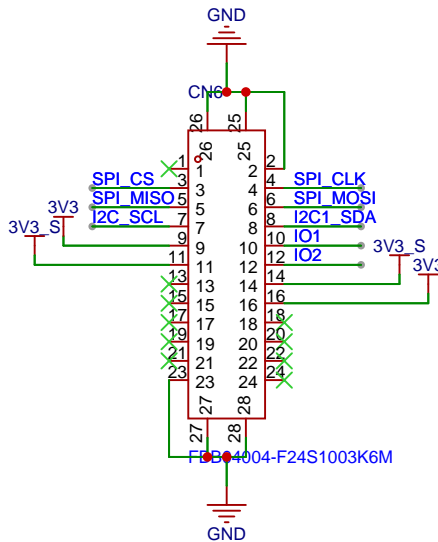 GND
CN6
26 25
26 25
1 1 2 2
SPI_CS 3 3 4 4 SPI_CLK
SPI_MISO 5 5 6 6 SPI_MOSI
I2C_SCL 7 7 8 8 I2C1_SDA
3V3 9 9 10 10 IO1
3V3_S 11 11 12 12 IO2
13 13 14 14 3V3_S
15 15 16 16 3V3
17 17 18 18
19 19 20 20
21 21 22 22
23 23 24 24
27 28
27 28
GND